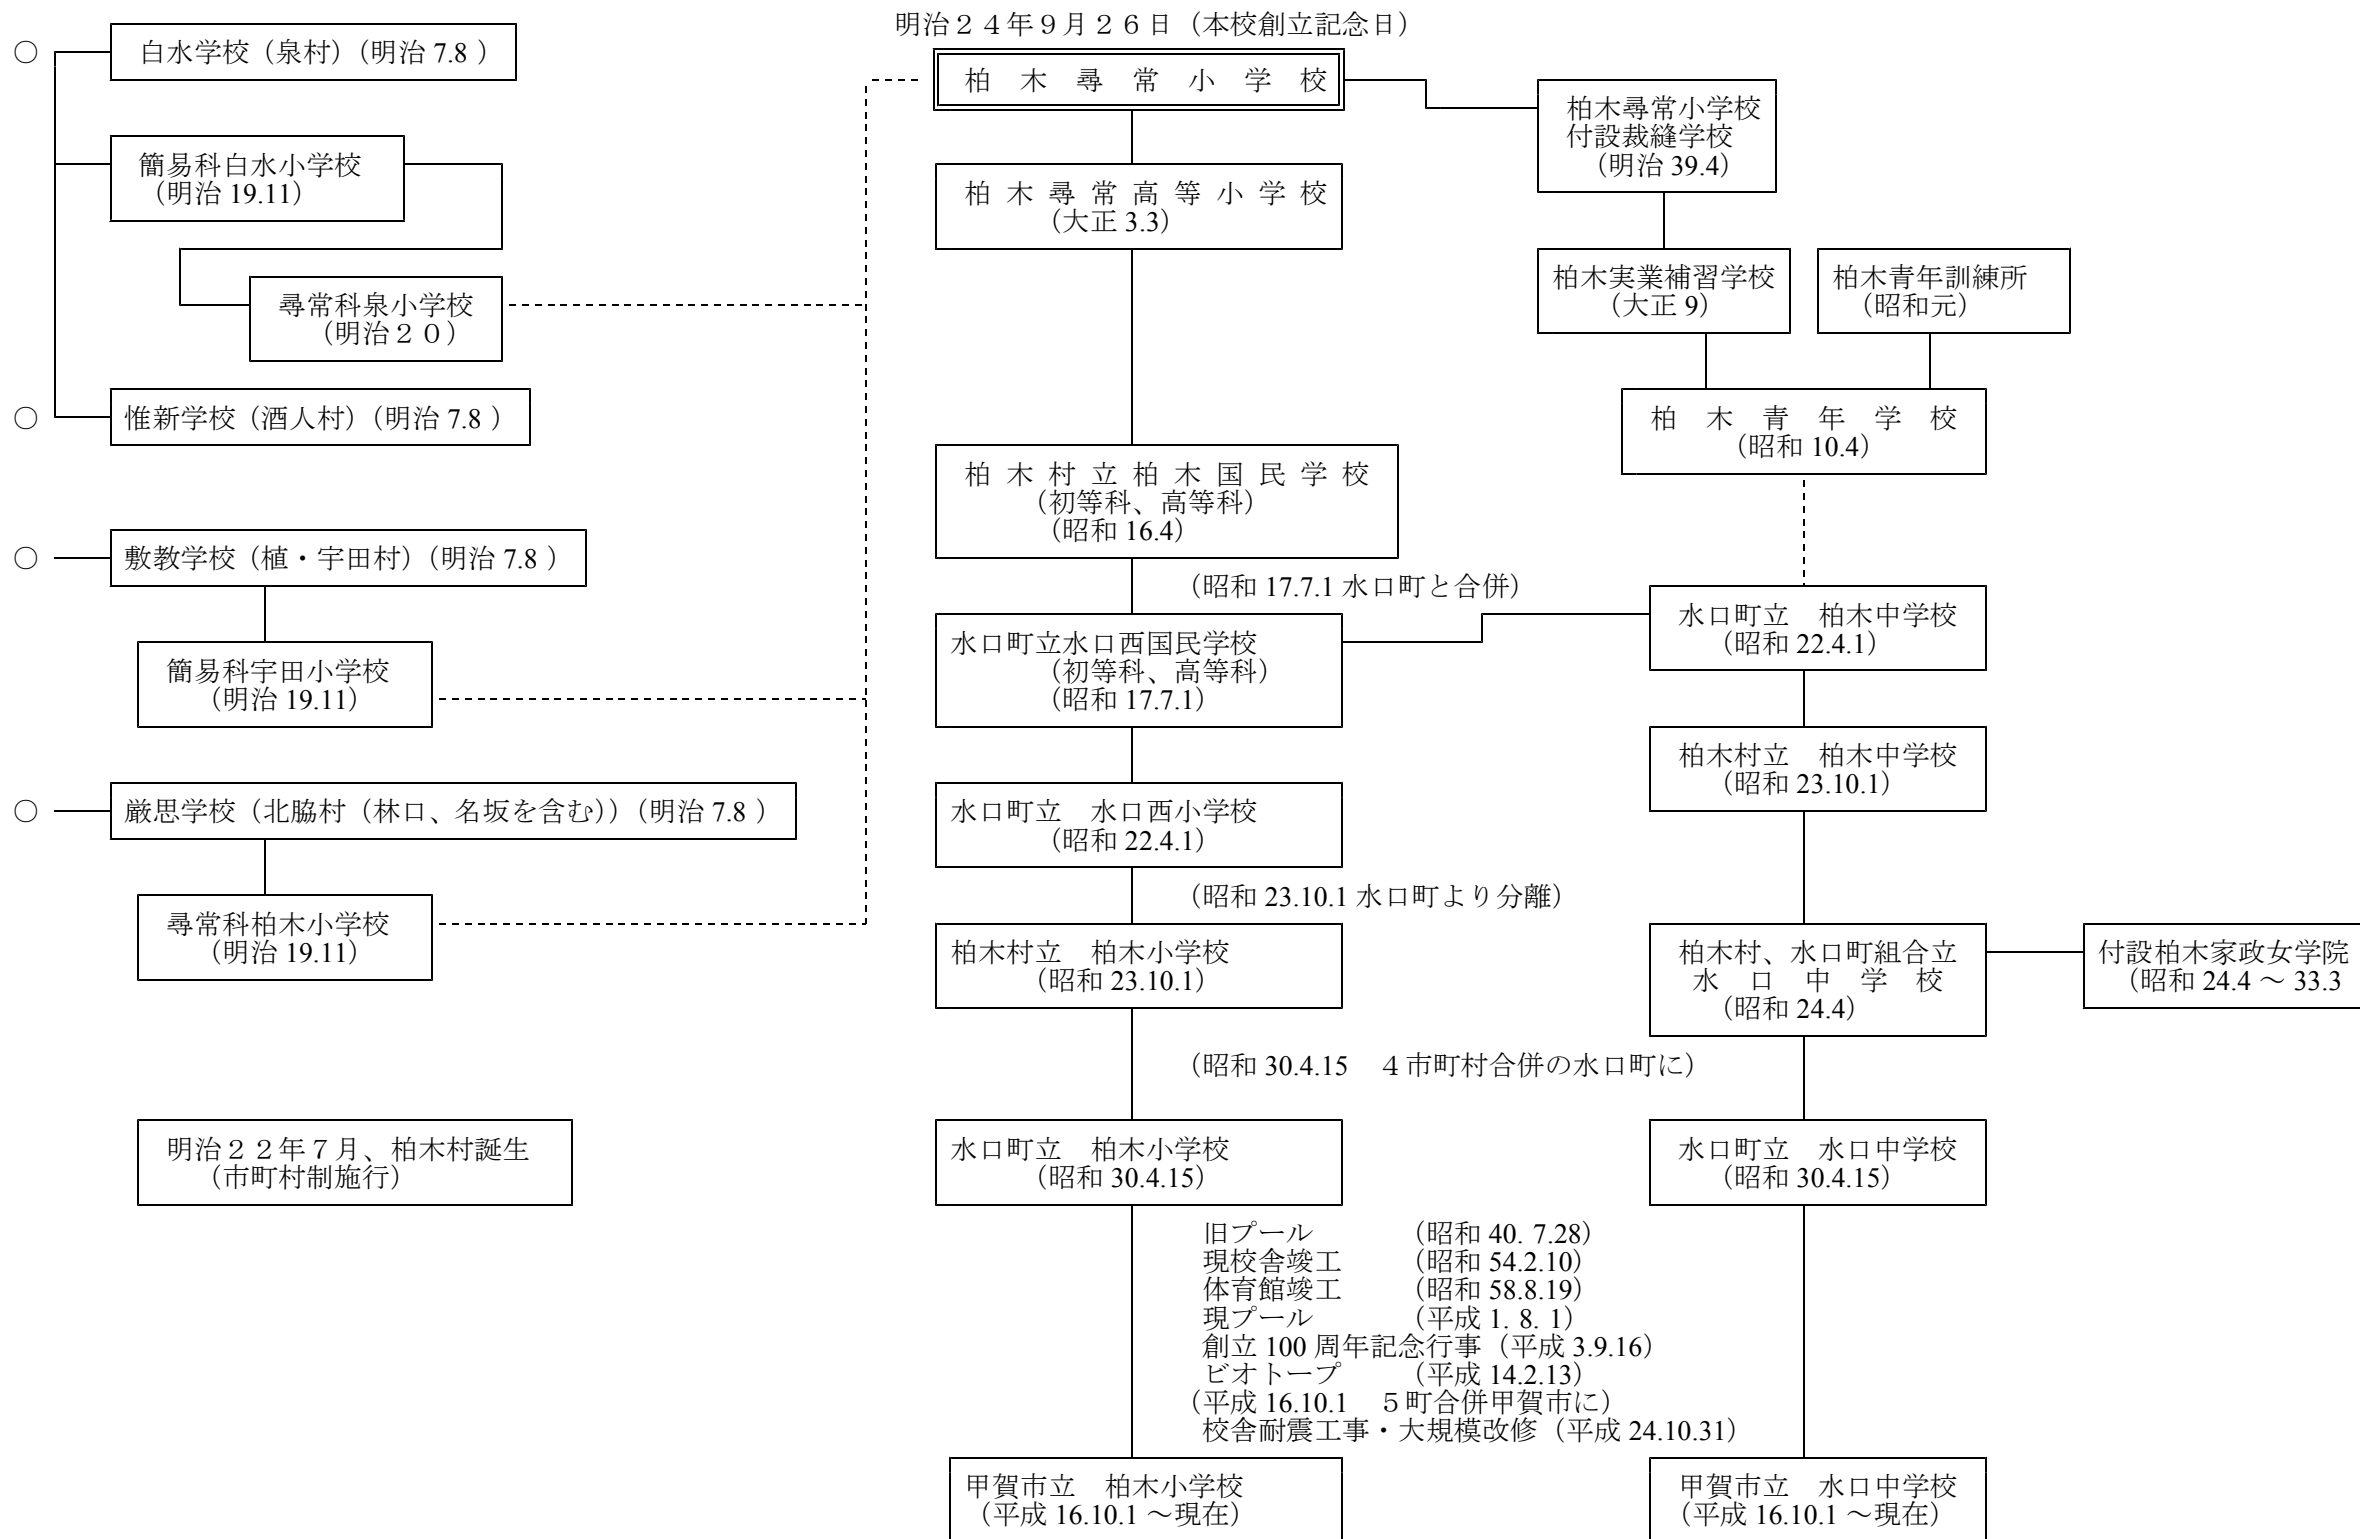 明治２４年９月２６日（本校創立記念日）
○
白水学校（泉村）（明治 7.8 ）
簡易科白水小学校
（明治 19.11）
尋常科泉小学校
（明治２０）
○
惟新学校（酒人村）（明治 7.8 ）
○
敷教学校（植・宇田村）（明治 7.8 ）
簡易科宇田小学校
（明治 19.11）
○
厳思学校（北脇村（林口、名坂を含む））（明治 7.8 ）
尋常科柏木小学校
（明治 19.11）
明治２２年７月、柏木村誕生
（市町村制施行）
柏　木　尋　常　小　学　校
柏 木 尋 常 高 等 小 学 校
（大正 3.3）
柏 木 村 立 柏 木 国 民 学 校
（初等科、高等科）
（昭和 16.4）
（昭和 17.7.1 水口町と合併）
水口町立水口西国民学校
（初等科、高等科）
（昭和 17.7.1）
水口町立　水口西小学校
（昭和 22.4.1）
（昭和 23.10.1 水口町より分離）
柏木村立　柏木小学校
（昭和 23.10.1）
（昭和 30.4.15　４市町村合併の水口町に）
水口町立　柏木小学校
（昭和 30.4.15）
旧プール　　　（昭和 40. 7.28）
現校舎竣工　　（昭和 54.2.10）
体育館竣工　　（昭和 58.8.19）
現プール　　　（平成 1. 8. 1）
創立 100 周年記念行事（平成 3.9.16）
ビオトープ　　（平成 14.2.13）
（平成 16.10.1　５町合併甲賀市に）
校舎耐震工事・大規模改修（平成 24.10.31）
甲賀市立　柏木小学校
（平成 16.10.1 ～現在）
柏木尋常小学校
付設裁縫学校
（明治 39.4）
柏木実業補習学校
（大正 9）
柏木青年訓練所
（昭和元）
柏　木　青　年　学　校
（昭和 10.4）
水口町立　柏木中学校
（昭和 22.4.1）
柏木村立　柏木中学校
（昭和 23.10.1）
柏木村、水口町組合立
水　口　中　学　校
（昭和 24.4）
付設柏木家政女学院
（昭和 24.4 ～ 33.3
水口町立　水口中学校
（昭和 30.4.15）
甲賀市立　水口中学校
（平成 16.10.1 ～現在）